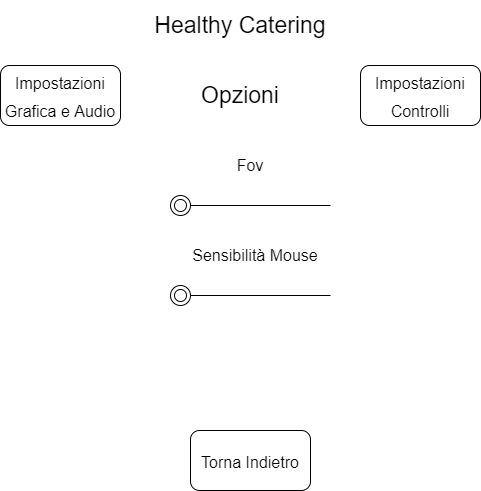 Healthy Catering
Impostazioni
Grafica e Audio
Opzioni
Impostazioni
Controlli
Fov
Sensibilità Mouse
Torna Indietro